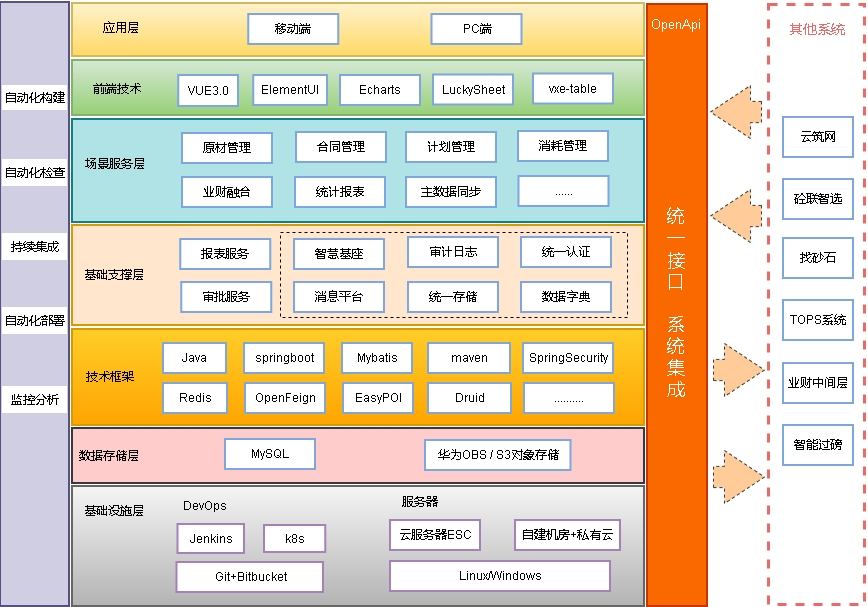 自动化构建
自动化检查
持续集成
自动化部署
监控分析
应用层
移动端
PC端
前端技术
VUE3.0
ElementUI
Echarts
LuckySheet
vxe-table
场景服务层
原材管理
合同管理
计划管理
消耗管理
业财融合
统计报表
主数据同步
......
基础支撑层
报表服务
智慧基座
审计日志
统一认证
审批服务
消息平台
统一存储
数据字典
技术框架
Java
springboot
Mybatis
maven
SpringSecurity
Redis
OpenFeign
EasyPOI
Druid
..........
数据存储层
MySQL
华为OBS / S3对象存储
基础设施层
DevOps
Jenkins
k8s
Git+Bitbucket
服务器
云服务器ESC
自建机房+私有云
Linux/Windows
OpenApi
统一接口 系统集成
其他系统
云筑网
砼联智选
找砂石
TOPS系统
业财中间层
智能过磅